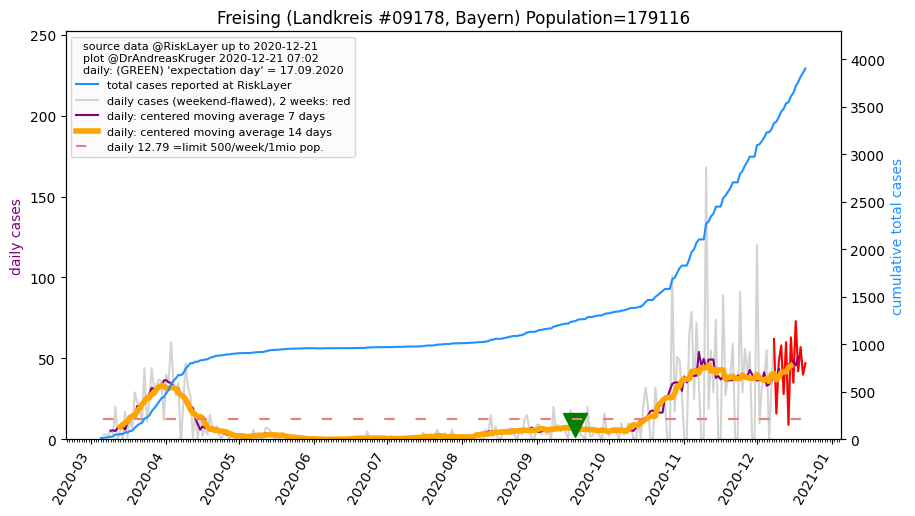 Freising (Landkreis #09178, Bayern) Population=179116
source data @RiskLayer up to 2020-12-21
plot @DrAndreasKruger 2020-12-21 07:02
daily: (GREEN) 'expectation day' = 17.09.2020
total cases reported at RiskLayer
daily cases (weekend-flawed), 2 weeks: red
daily: centered moving average 7 days
daily: centered moving average 14 days
daily 12.79 =limit 500/week/1mio pop.
daily cases
250
200
150
100
50
0
cumulative total cases
4000
3500
3000
2500
2000
1500
1000
500
0
2020-03
2020-04
2020-05
2020-06
2020-07
2020-08
2020-09
2020-10
2020-11
2020-12
2021-01